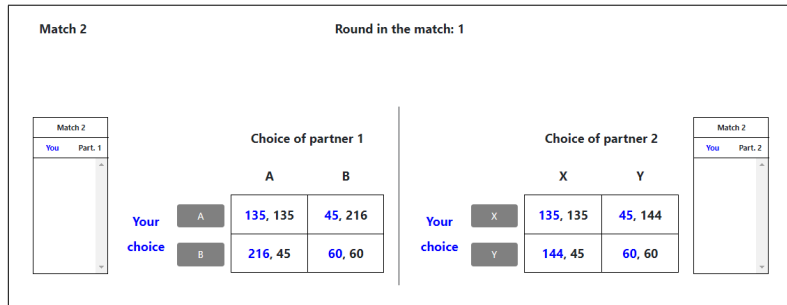 Match 2
Round in the match: 1
Match 2
You Part. 1
Choice of partner 1
A B
Your choice
A 135, 135 45, 216
B 216, 45 60, 60
Choice of partner 2
X Y
Your choice
X 135, 135 45, 144
Y 144, 45 60, 60
Match 2
You Part. 2